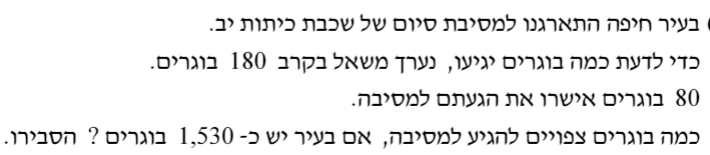 בעיר חיפה התארגנו למסיבת סיום של שכבת כיתות יב.
כדי לדעת כמה בוגרים יגיעו, נערך משאל בקרב 180 בוגרים.
80 בוגרים אישרו את הגעתם למסיבה.
כמה בוגרים צפויים להגיע למסיבה, אם בעיר יש כ- 1,530 בוגרים ? הסבירו.